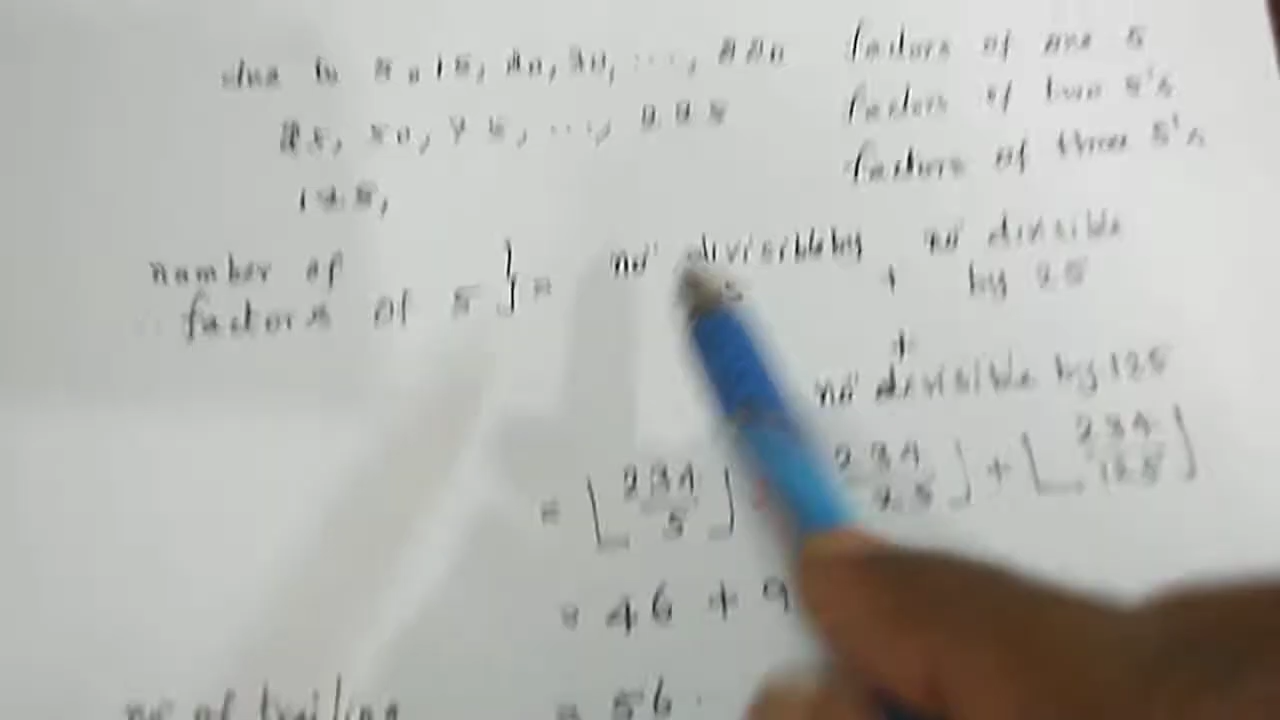 due to 5, 15, 20, 30, ..., 220 factors of one 5
25, 50, 75, ..., 225 factors of two 5's
125, factors of three 5's
number of factors of 5 } = no divisible by 5 + no divisible by 25
+
no divisible by 125
= ⌊234/5⌋ 234/25⌋ + ⌊234/125⌋
= 46 + 9
no of trailing = 56